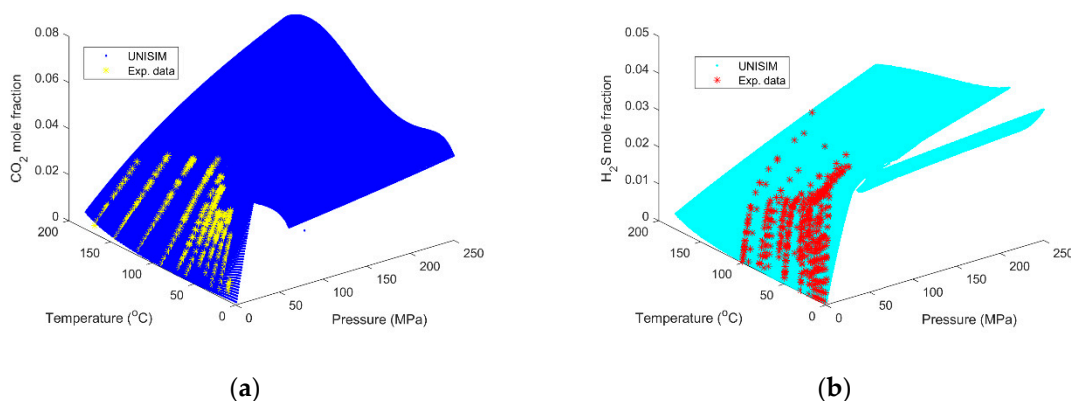 0.08
0.06
0.04
0.02
0
CO2 mole fraction
UNISIM
Exp. data
200
150
100
50
0
Temperature (oC)
0
50
100
150
200
250
Pressure (MPa)
(a)
0.05
0.04
0.03
0.02
0.01
0
H2S mole fraction
UNISIM
Exp. data
200
150
100
50
0
Temperature (oC)
0
50
100
150
200
250
Pressure (MPa)
(b)